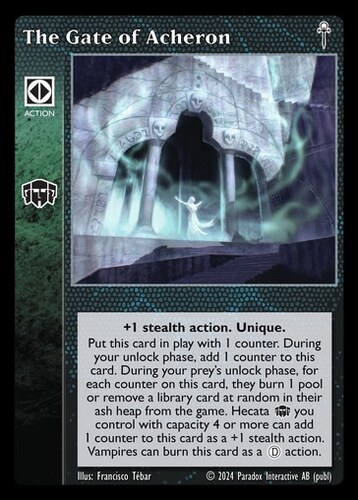 The Gate of Acheron
ACTION
+1 stealth action. Unique.
Put this card in play with 1 counter. During
your unlock phase, add 1 counter to this
card. During your prey's unlock phase, for
each counter on this card, they burn 1 pool
or remove a library card at random in their
ash heap from the game. Hecata you
control with capacity 4 or more can add
1 counter to this card as a +1 stealth action.
Vampires can burn this card as a D action.
Illus: Francisco Tébar © 2024 Paradox Interactive AB (publ)